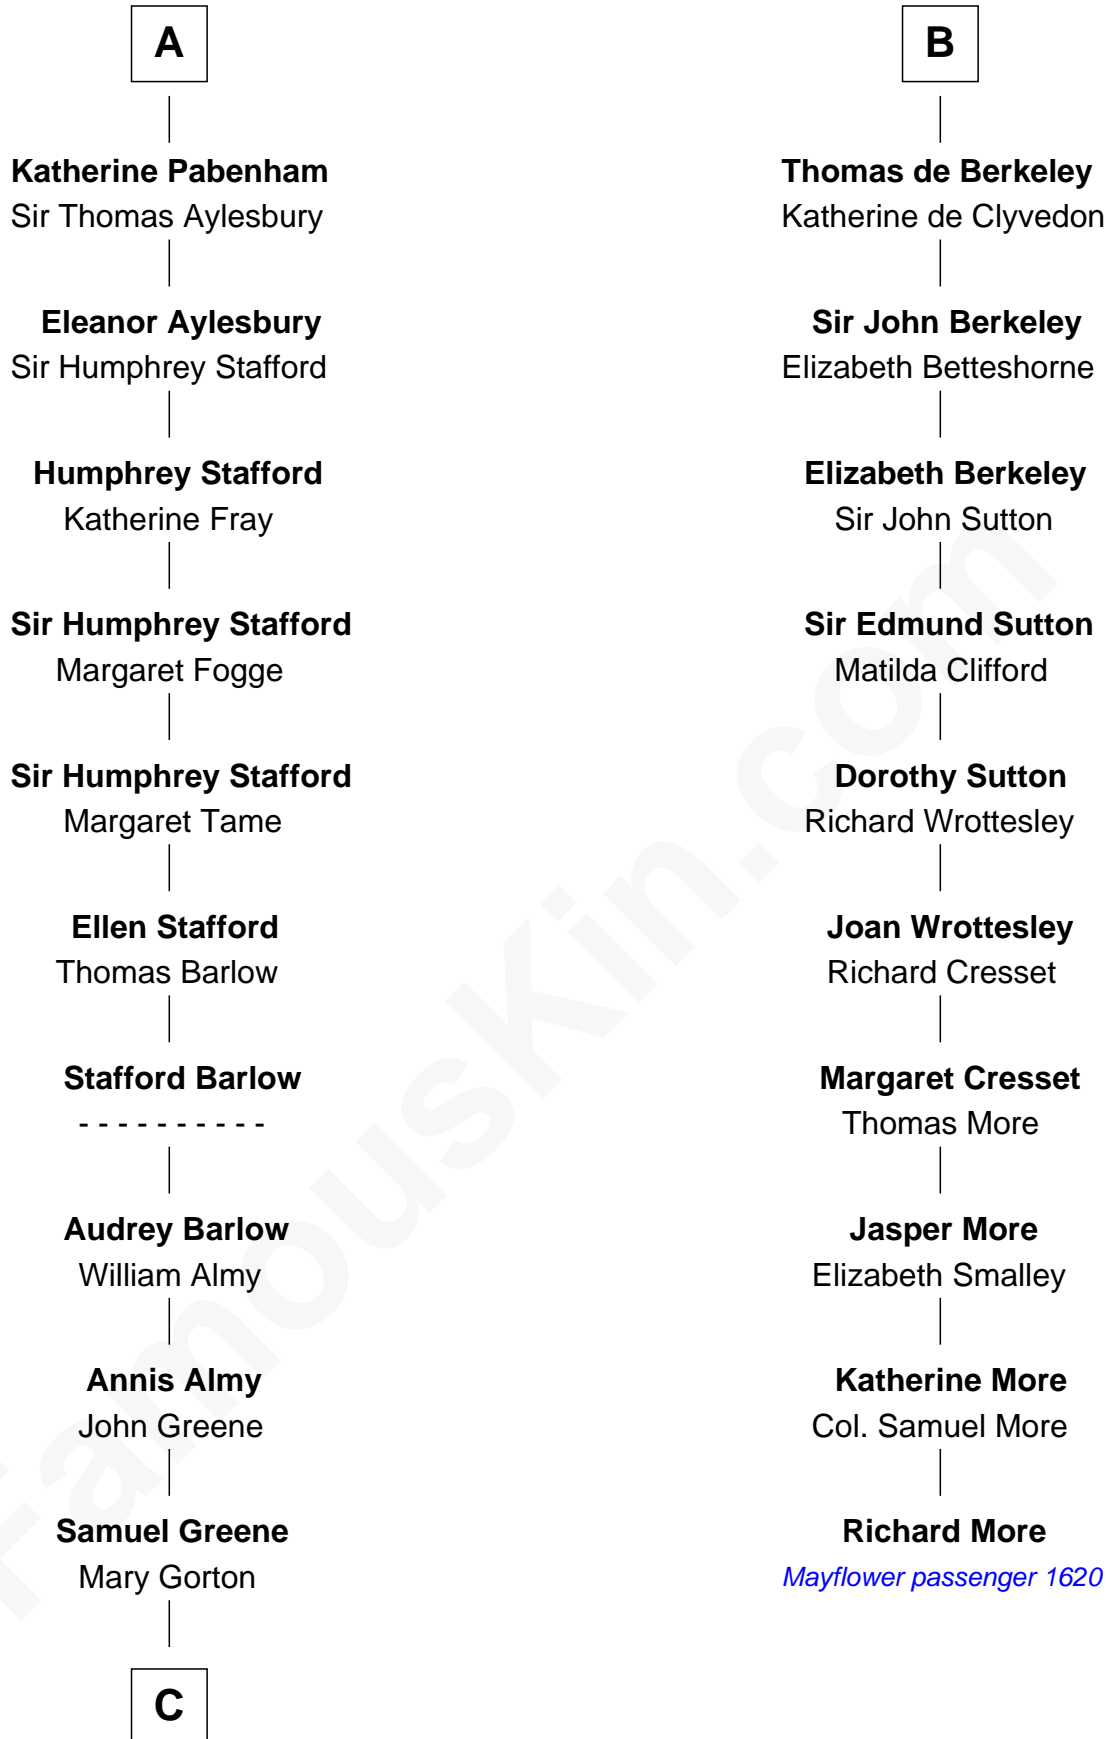 A
Katherine Pabenham
Sir Thomas Aylesbury
Eleanor Aylesbury
Sir Humphrey Stafford
Humphrey Stafford
Katherine Fray
Sir Humphrey Stafford
Margaret Fogge
Sir Humphrey Stafford
Margaret Tame
Ellen Stafford
Thomas Barlow
Stafford Barlow
- - - - - - - - - -
Audrey Barlow
William Almy
Annis Almy
John Greene
Samuel Greene
Mary Gorton
C
B
Thomas de Berkeley
Katherine de Clyvedon
Sir John Berkeley
Elizabeth Betteshorne
Elizabeth Berkeley
Sir John Sutton
Sir Edmund Sutton
Matilda Clifford
Dorothy Sutton
Richard Wrottesley
Joan Wrottesley
Richard Cresset
Margaret Cresset
Thomas More
Jasper More
Elizabeth Smalley
Katherine More
Col. Samuel More
Richard More
Mayflower passenger 1620
FamousKin.com